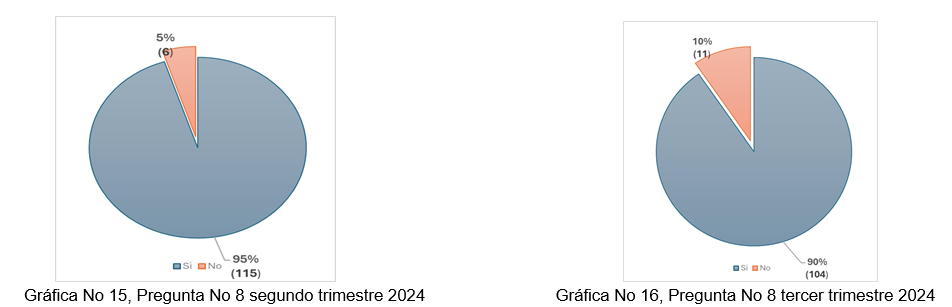 5%
(6)
95%
(115)
Si No
Gráfica No 15, Pregunta No 8 segundo trimestre 2024
10%
(11)
90%
(104)
Si No
Gráfica No 16, Pregunta No 8 tercer trimestre 2024